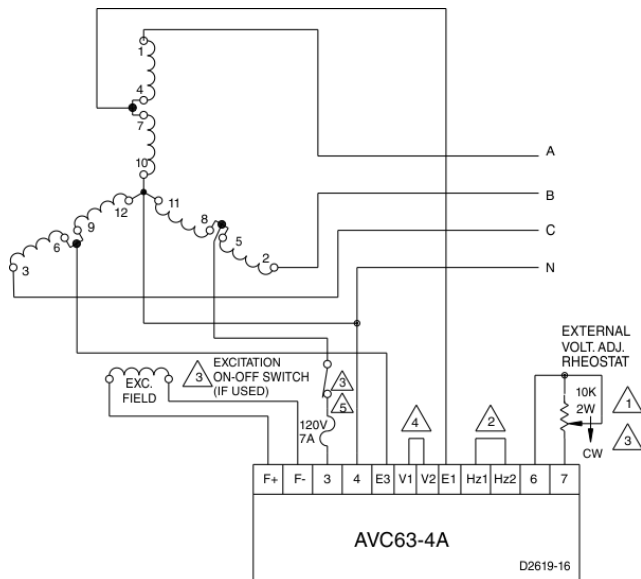 1
4
7
10
A
11
12
B
9
8
C
6
5
3
2
N
EXTERNAL
VOLT. ADJ.
RHEOSTAT
3
EXCITATION
ON-OFF SWITCH
(IF USED)
EXC.
FIELD
3
5
120V
7A
4
2
10K
2W
1
3
CW
F+ F- 3 4 E3 V1 V2 E1 Hz1 Hz2 6 7
AVC63-4A
D2619-16